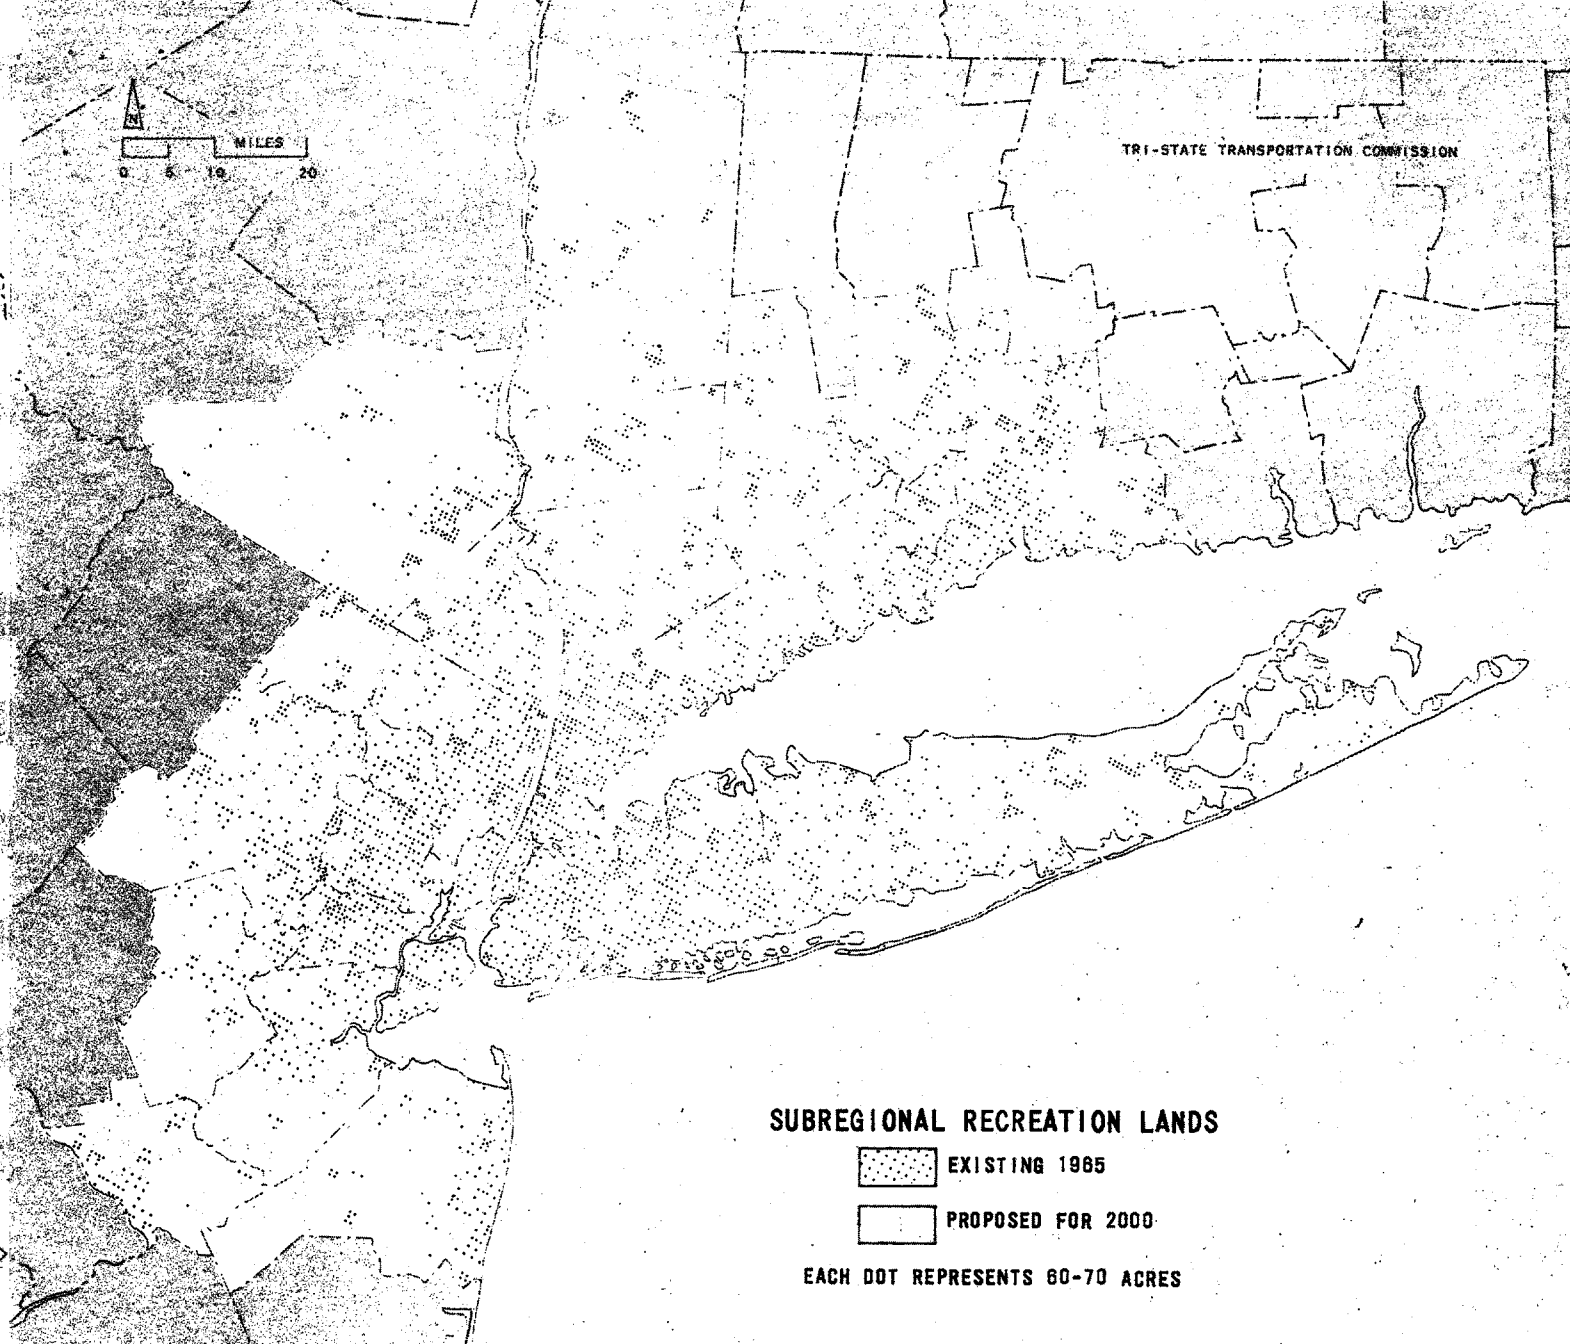 N
MILES
0 5 10 20
TRI-STATE TRANSPORTATION COMMISSION
SUBREGIONAL RECREATION LANDS
EXISTING 1965
PROPOSED FOR 2000
EACH DOT REPRESENTS 60-70 ACRES